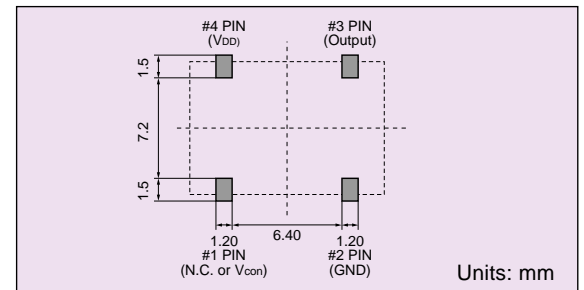 #4 PIN
(VDD)
#3 PIN
(Output)
1.5
7.2
1.5
1.20
6.40
1.20
#1 PIN
(N.C. or Vcon)
#2 PIN
(GND)
Units: mm